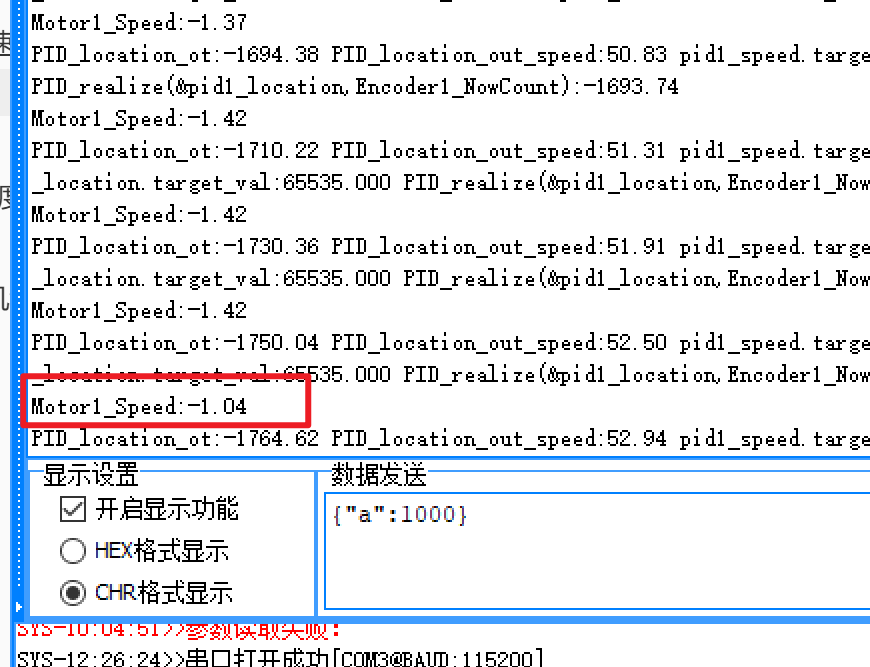 Motor1_Speed:-1.37
PID_location_ot:-1694.38 PID_location_out_speed:50.83 pid1_speed.targe
PID_realize(&pid1_location,Encoder1_NowCount):-1693.74
Motor1_Speed:-1.42
PID_location_ot:-1710.22 PID_location_out_speed:51.31 pid1_speed.targe
_location.target_val:65535.000 PID_realize(&pid1_location,Encoder1_Now
Motor1_Speed:-1.42
PID_location_ot:-1730.36 PID_location_out_speed:51.91 pid1_speed.targe
_location.target_val:65535.000 PID_realize(&pid1_location,Encoder1_Now
Motor1_Speed:-1.42
PID_location_ot:-1750.04 PID_location_out_speed:52.50 pid1_speed.targe
_location.target_val:65535.000 PID_realize(&pid1_location,Encoder1_Now
Motor1_Speed:-1.04
PID_location_ot:-1764.62 PID_location_out_speed:52.94 pid1_speed.targe
显示设置
开启显示功能
HEX格式显示
CHR格式显示
数据发送
{"a":1000}
SYS-10:04:51>>参数读取失败:
SYS-12:26:24>>串口打开成功[COM3@BAUD:115200]